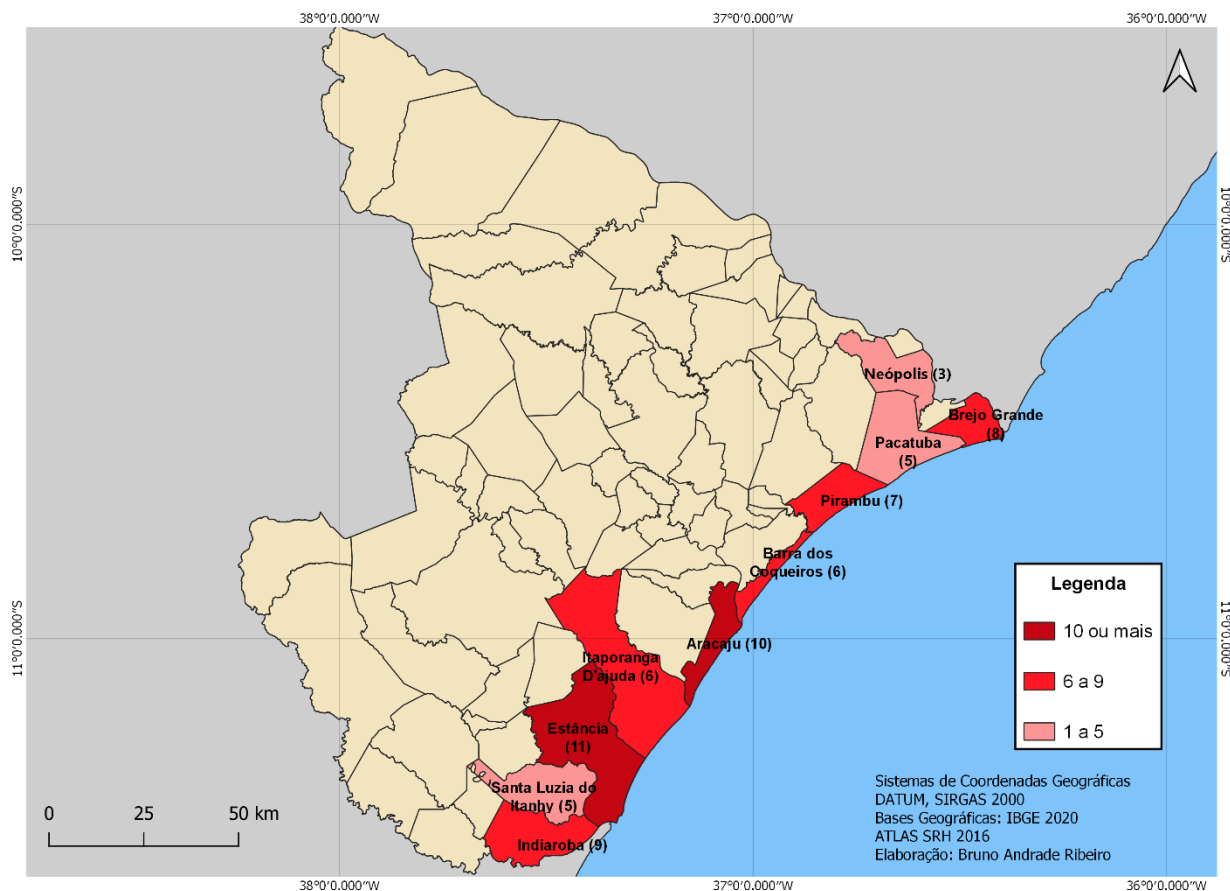 38°0'0.000"W
37°0'0.000"W
36°0'0.000"W
10°0'0.000"S
10°0'0.000"S
Neópolis (3)
Brejo Grande
(8)
Pacatuba
(5)
Pirambu (7)
Barra dos
Coqueiros (6)
Aracaju (10)
Itaporanga
D'ajuda (6)
Estância
(11)
Santa Luzia do
Itanhy (5)
Indiaroba (9)
11°0'0.000"S
11°0'0.000"S
Legenda
10 ou mais
6 a 9
1 a 5
0
25
50 km
Sistemas de Coordenadas Geográficas
DATUM, SIRGAS 2000
Bases Geográficas: IBGE 2020
ATLAS SRH 2016
Elaboração: Bruno Andrade Ribeiro
38°0'0.000"W
37°0'0.000"W
36°0'0.000"W